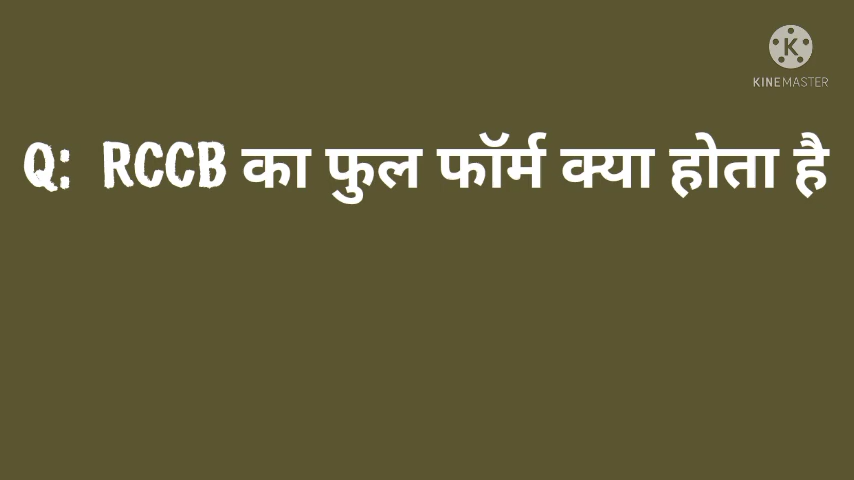 KINEMASTER
Q: RCCB का फुल फॉर्म क्या होता है